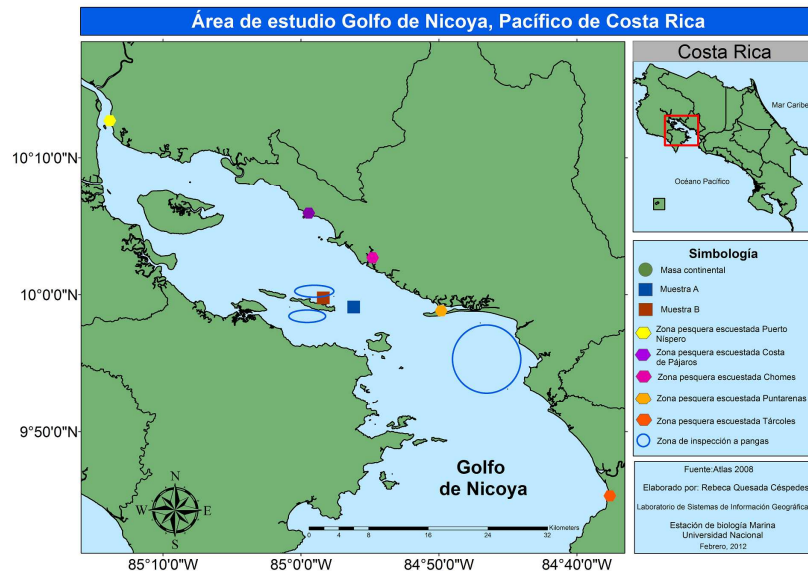 Área de estudio Golfo de Nicoya, Pacífico de Costa Rica
Costa Rica
Mar Caribe
Océano Pacífico
10°10'0"N
10°0'0"N
9°50'0"N
85°10'0"W
85°0'0"W
84°50'0"W
84°40'0"W
Golfo
de Nicoya
N
W
E
S
Kilometers
0 2 4 8 16 24 32
Simbología
Masa continental
Muestra A
Muestra B
Zona pesquera escuestada Puerto
Níspero
Zona pesquera escuestada Costa
de Pájaros
Zona pesquera escuestada Chomes
Zona pesquera escuestada Puntarenas
Zona pesquera escuestada Tárcoles
Zona de inspección a pangas
Fuente:Atlas 2008
Elaborado por: Rebeca Quesada Céspedes
Laboratorio de Sistemas de Información Geográfica
Estación de biología Marina
Universidad Nacional
Febrero, 2012